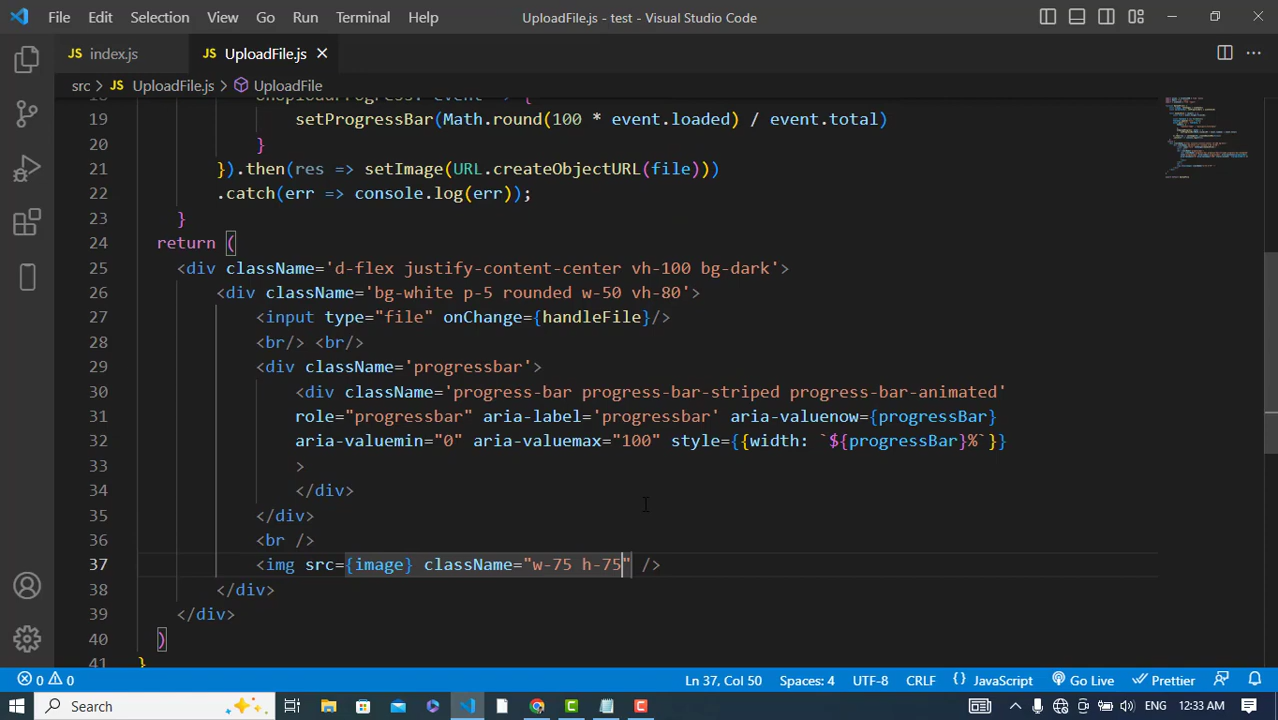 File Edit Selection View Go Run Terminal Help UploadFile.js - test - Visual Studio Code
JS index.js JS UploadFile.js
src > JS UploadFile.js > UploadFile
18 onUploadProgress: event => {
19 setProgressBar(Math.round(100 * event.loaded) / event.total)
20 }
21 }).then(res => setImage(URL.createObjectURL(file)))
22 .catch(err => console.log(err));
23 }
24 return (
25 <div className='d-flex justify-content-center vh-100 bg-dark'>
26 <div className='bg-white p-5 rounded w-50 vh-80'>
27 <input type="file" onChange={handleFile}/>
28 <br/> <br/>
29 <div className='progressbar'>
30 <div className='progress-bar progress-bar-striped progress-bar-animated'
31 role="progressbar" aria-label='progressbar' aria-valuenow={progressBar}
32 aria-valuemin="0" aria-valuemax="100" style={{width: `${progressBar}%`}}
33 >
34 </div>
35 </div>
36 <br />
37 <img src={image} className="w-75 h-75" />
38 </div>
39 </div>
40 )
41 }
0 0 Ln 37, Col 50 Spaces: 4 UTF-8 CRLF {} JavaScript Go Live Prettier
Search ENG 12:33 AM